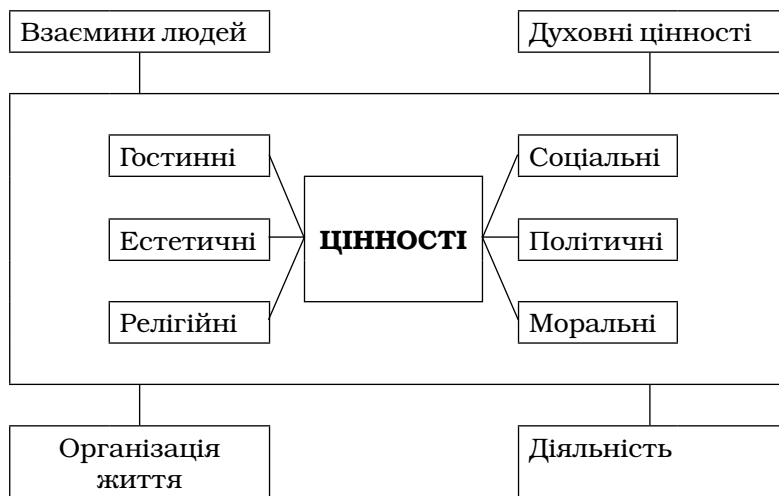 Взаємини людей
Духовні цінності
Гостинні
Соціальні
Естетичні
ЦІННОСТІ
Політичні
Релігійні
Моральні
Організація
життя
Діяльність